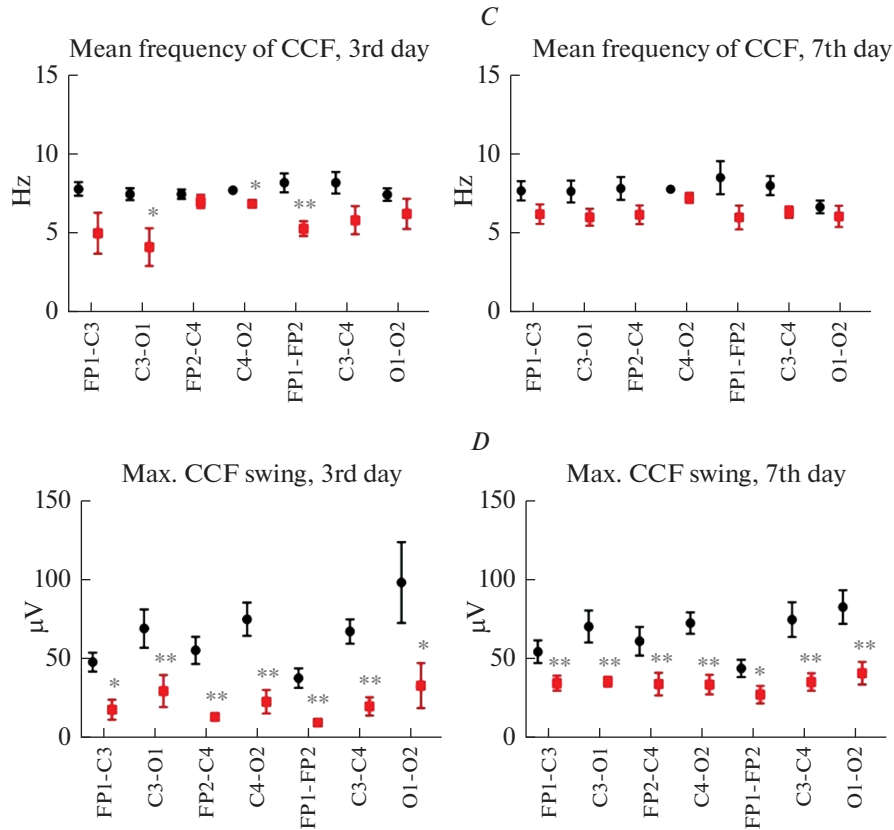 C
Mean frequency of CCF, 3rd day
Mean frequency of CCF, 7th day
15
10
5
0
Hz
*
*
**
FP1-C3
C3-O1
FP2-C4
C4-O2
FP1-FP2
C3-C4
O1-O2
15
10
5
0
FP1-C3
C3-O1
FP2-C4
C4-O2
FP1-FP2
C3-C4
O1-O2
D
Max. CCF swing, 3rd day
Max. CCF swing, 7th day
150
100
50
0
µV
*
**
**
**
**
**
*
FP1-C3
C3-O1
FP2-C4
C4-O2
FP1-FP2
C3-C4
O1-O2
150
100
50
0
**
**
**
**
*
**
**
FP1-C3
C3-O1
FP2-C4
C4-O2
FP1-FP2
C3-C4
O1-O2